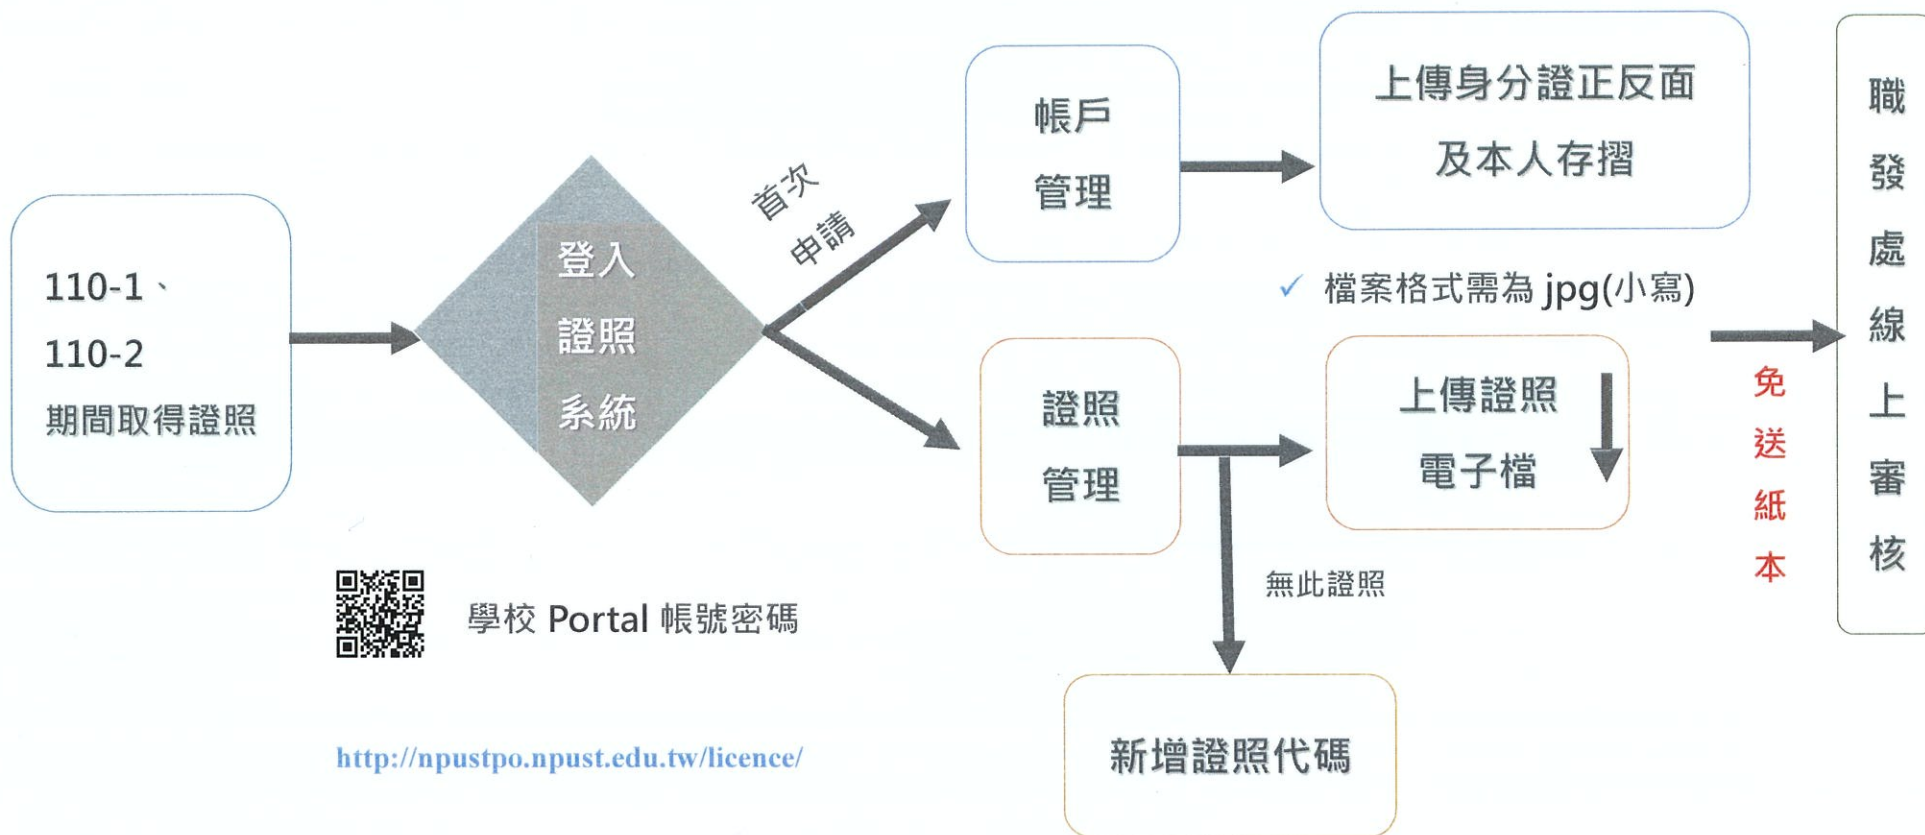 110-1、
110-2
期間取得證照
登入
證照
系統
首次
申請
帳戶
管理
上傳身分證正反面
及本人存摺
✓ 檔案格式需為 jpg(小寫)
證照
管理
上傳證照
電子檔
無此證照
新增證照代碼
免
送
紙
本
職
發
處
線
上
審
核
學校 Portal 帳號密碼
http://npustpo.npust.edu.tw/licence/